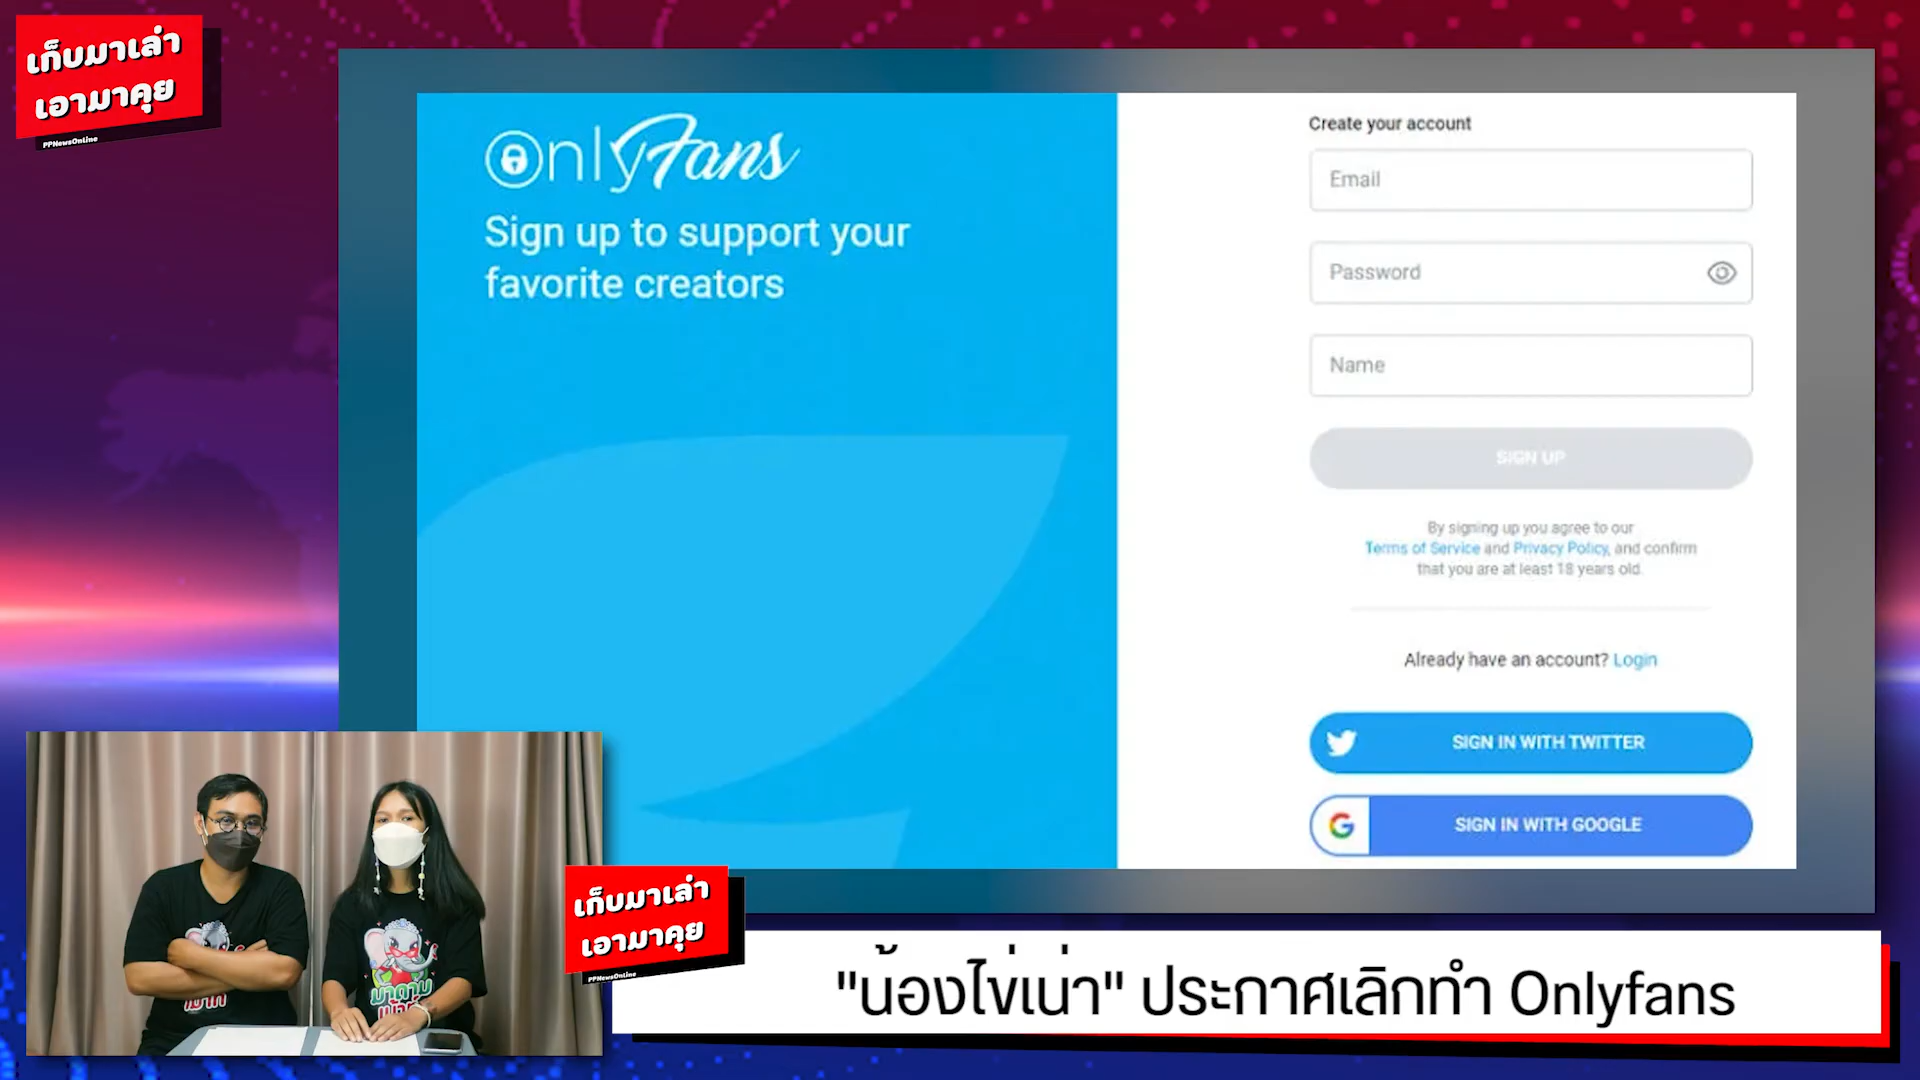 เก็บมาเล่า
เอามาคุย
PPNewsOnline
OnlyFans
Sign up to support your
favorite creators
Create your account
Email
Password
Name
SIGN UP
By signing up you agree to our
Terms of Service and Privacy Policy, and confirm
that you are at least 18 years old.
Already have an account? Login
SIGN IN WITH TWITTER
G
SIGN IN WITH GOOGLE
มาดาม
เก็บมาเล่า
เอามาคุย
PPNewsOnline
"น้องไข่เน่า" ประกาศเลิกทำ Onlyfans